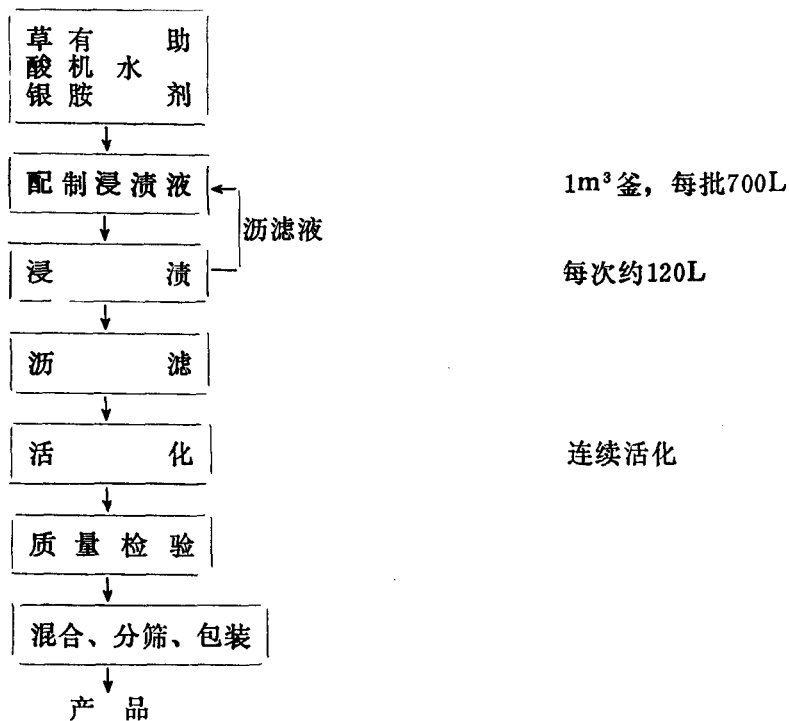 草有 助
酸机水
银胺 剂
配制浸渍液
1m³釜，每批700L
沥滤液
浸 渍
每次约120L
沥 滤
活 化
连续活化
质量检验
混合、分筛、包装
产 品